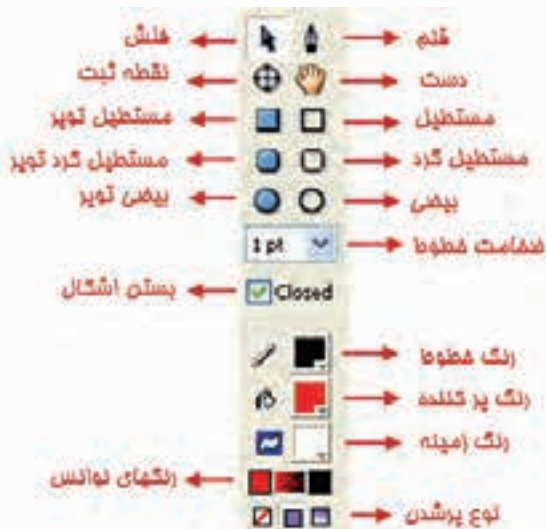 قلم
فلش
دست
نقطه ثبت
مستطیل
مستطیل توپر
مستطیل گرد
مستطیل گرد توپر
بیضی
بیضی توپر
1 pt
ضخامت خطوط
Closed
بستن اشکال
رنگ خطوط
رنگ پر کننده
رنگ زمینه
رنگهای نوانس
نوع پرشدن